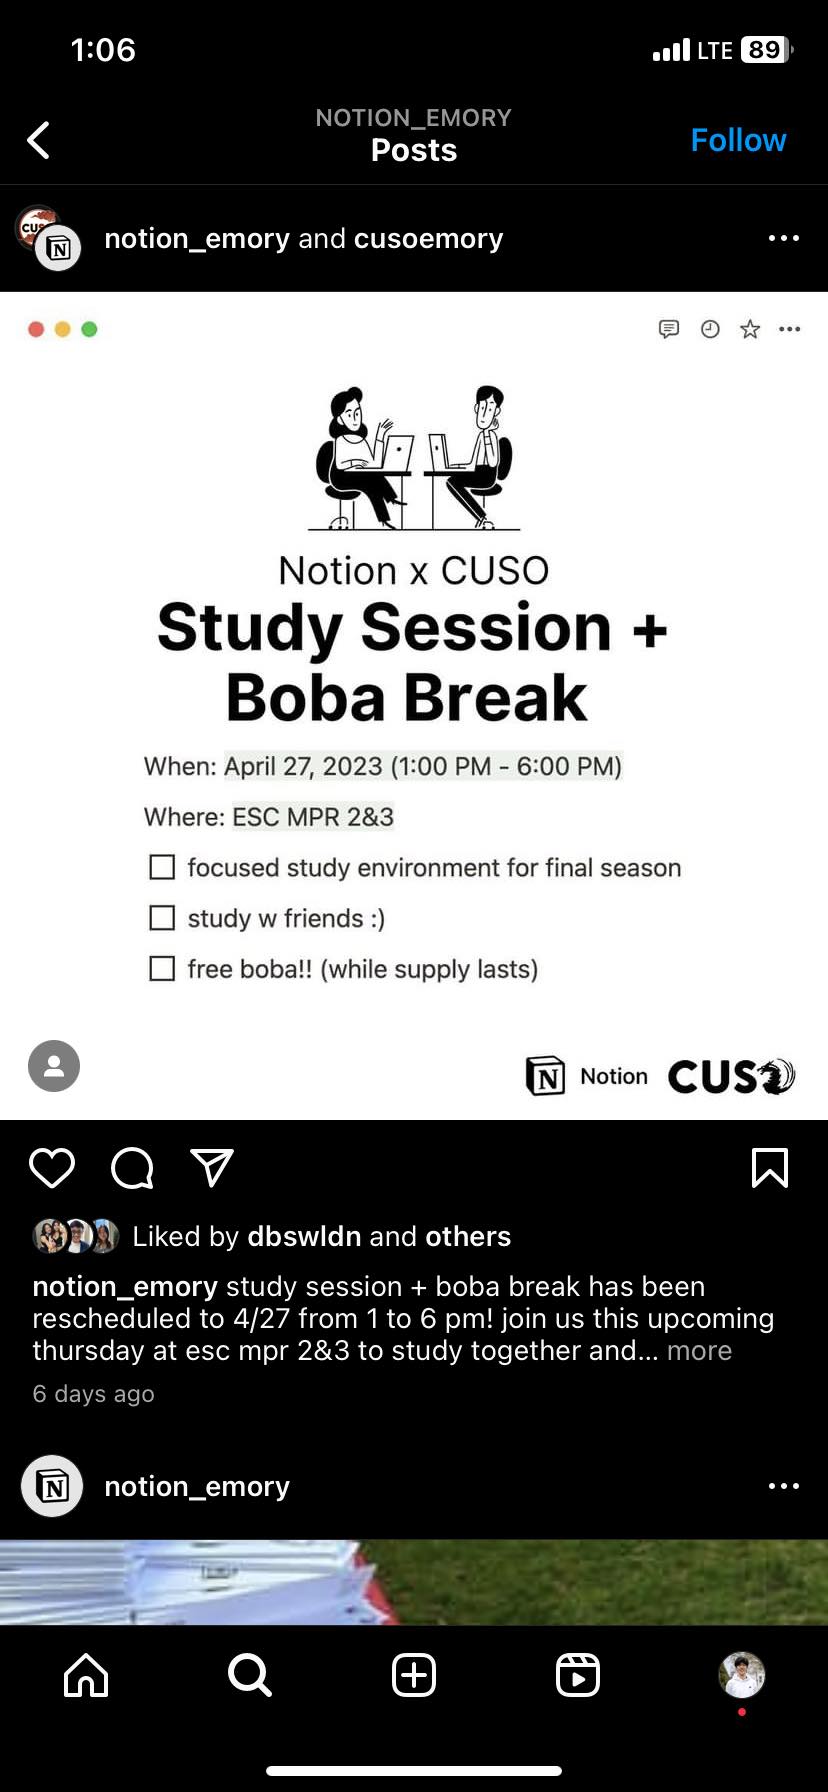 1:06
LTE 89
NOTION_EMORY
Posts
Follow
CUS
N
notion_emory and cusoemory
Notion x CUSO
Study Session +
Boba Break
When: April 27, 2023 (1:00 PM - 6:00 PM)
Where: ESC MPR 2&3
focused study environment for final season
study w friends :)
free boba!! (while supply lasts)
N Notion CUSO
Liked by dbswldn and others
notion_emory study session + boba break has been
rescheduled to 4/27 from 1 to 6 pm! join us this upcoming
thursday at esc mpr 2&3 to study together and... more
6 days ago
N
notion_emory